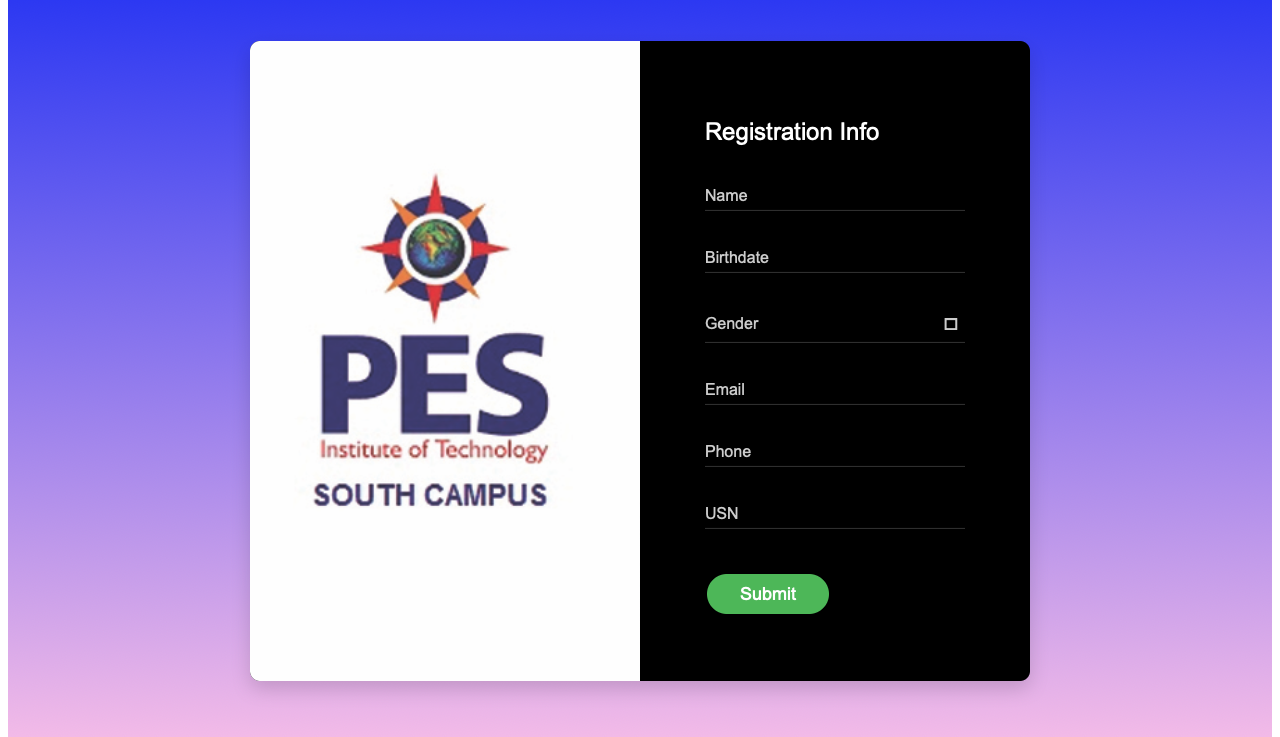 PES
Institute of Technology
SOUTH CAMPUS
Registration Info
Name
Birthdate
Gender
Email
Phone
USN
Submit